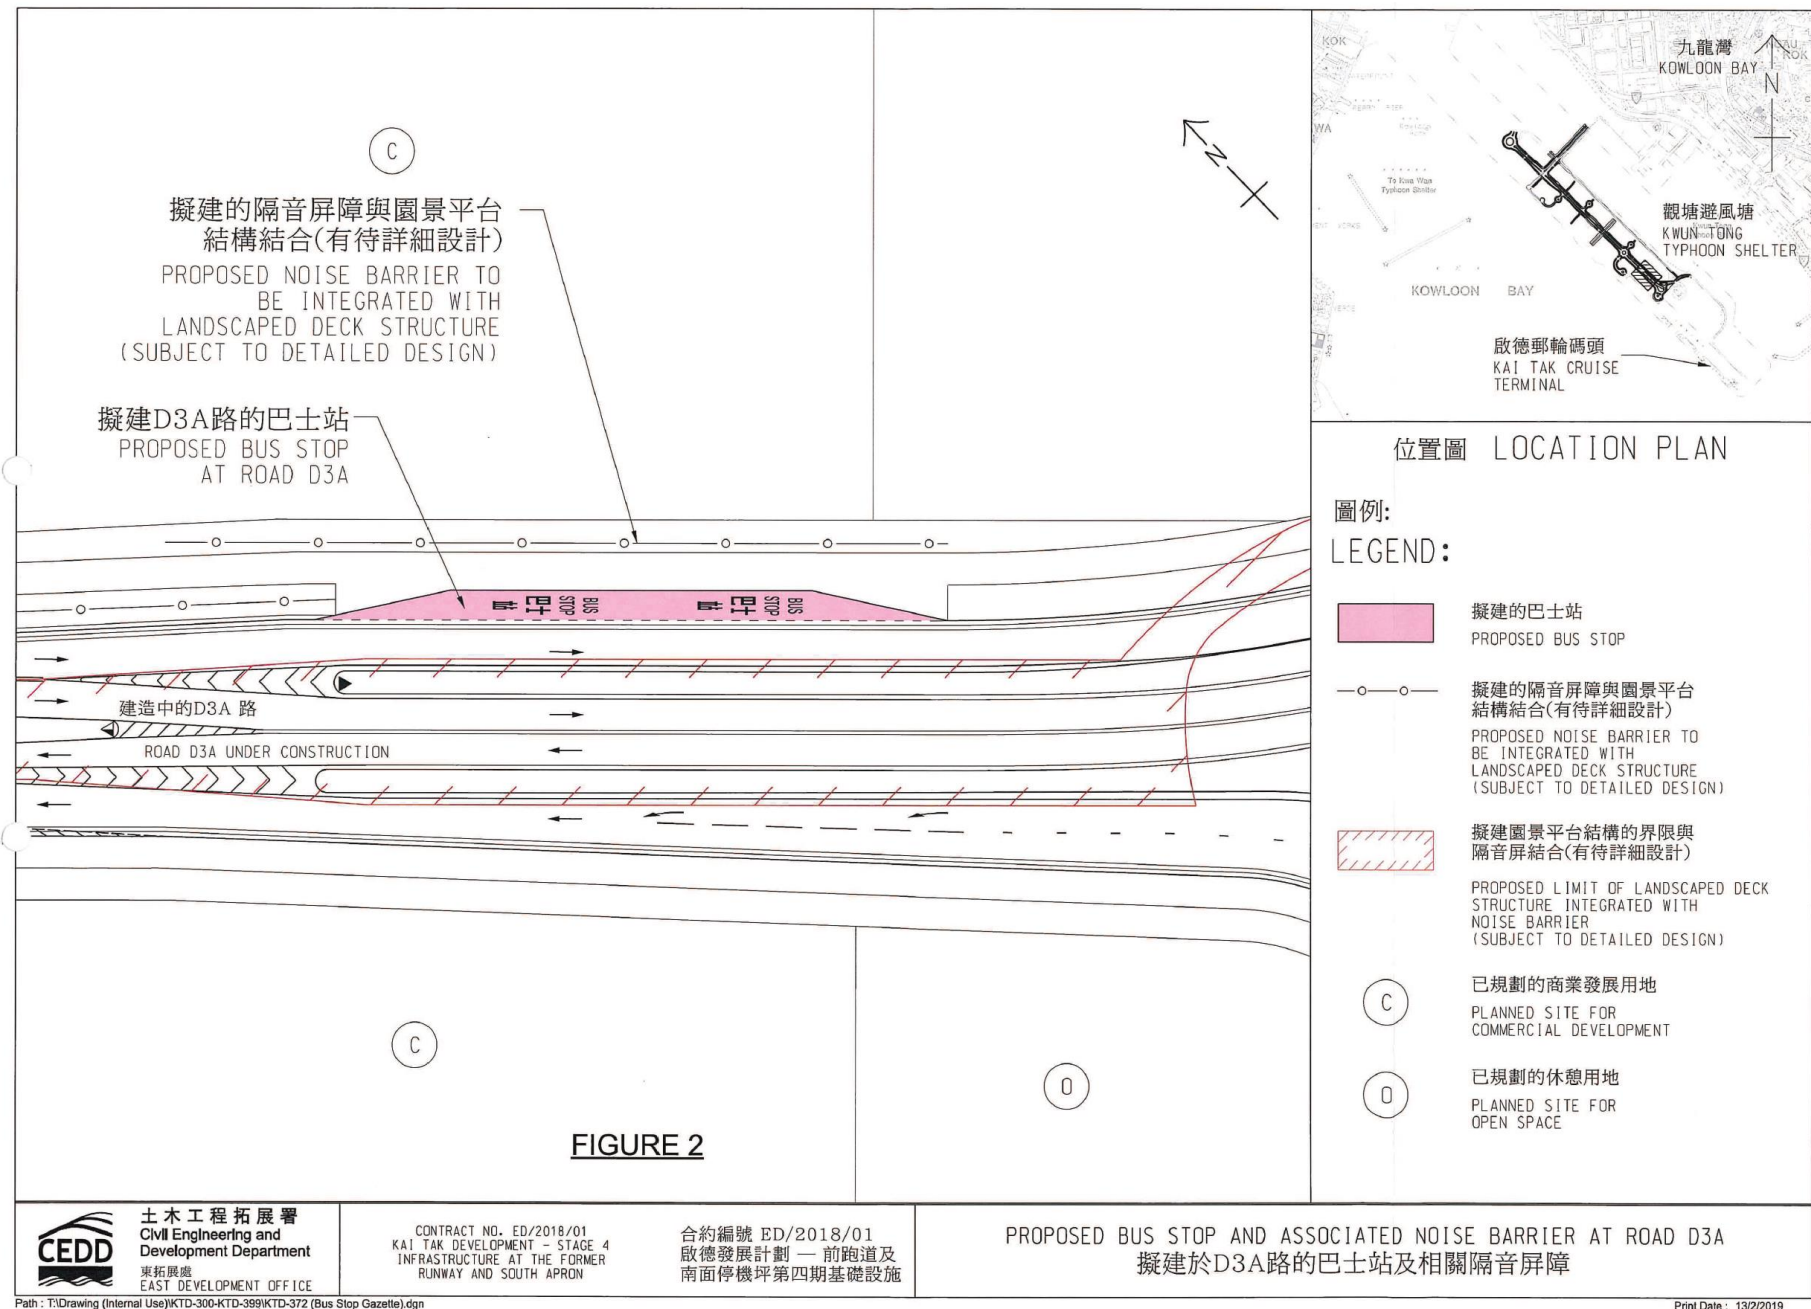 C
擬建的隔音屏障與園景平台
結構結合(有待詳細設計)
PROPOSED NOISE BARRIER TO
BE INTEGRATED WITH
LANDSCAPED DECK STRUCTURE
(SUBJECT TO DETAILED DESIGN)
擬建D3A路的巴士站
PROPOSED BUS STOP
AT ROAD D3A
N
巴士站
BUS STOP
巴士站
BUS STOP
建造中的D3A 路
ROAD D3A UNDER CONSTRUCTION
C
O
FIGURE 2
KOK
九龍灣
KOWLOON BAY
N
KOK
WA
To Kwa Wan
Typhoon Shelter
觀塘避風塘
KWUN TONG
TYPHOON SHELTER
KOWLOON BAY
啟德郵輪碼頭
KAI TAK CRUISE
TERMINAL
位置圖 LOCATION PLAN
圖例:
LEGEND:
擬建的巴士站
PROPOSED BUS STOP
擬建的隔音屏障與園景平台
結構結合(有待詳細設計)
PROPOSED NOISE BARRIER TO
BE INTEGRATED WITH
LANDSCAPED DECK STRUCTURE
(SUBJECT TO DETAILED DESIGN)
擬建園景平台結構的界限與
隔音屏結合(有待詳細設計)
PROPOSED LIMIT OF LANDSCAPED DECK
STRUCTURE INTEGRATED WITH
NOISE BARRIER
(SUBJECT TO DETAILED DESIGN)
C
已規劃的商業發展用地
PLANNED SITE FOR
COMMERCIAL DEVELOPMENT
O
已規劃的休憩用地
PLANNED SITE FOR
OPEN SPACE
CEDD
土木工程拓展署
Civil Engineering and
Development Department
東拓展處
EAST DEVELOPMENT OFFICE
CONTRACT NO. ED/2018/01
KAI TAK DEVELOPMENT - STAGE 4
INFRASTRUCTURE AT THE FORMER
RUNWAY AND SOUTH APRON
合約編號 ED/2018/01
啟德發展計劃 — 前跑道及
南面停機坪第四期基礎設施
PROPOSED BUS STOP AND ASSOCIATED NOISE BARRIER AT ROAD D3A
擬建於D3A路的巴士站及相關隔音屏障
Path : T:\Drawing (Internal Use)\KTD-300-KTD-399\KTD-372 (Bus Stop Gazette).dgn
Print Date : 13/2/2019